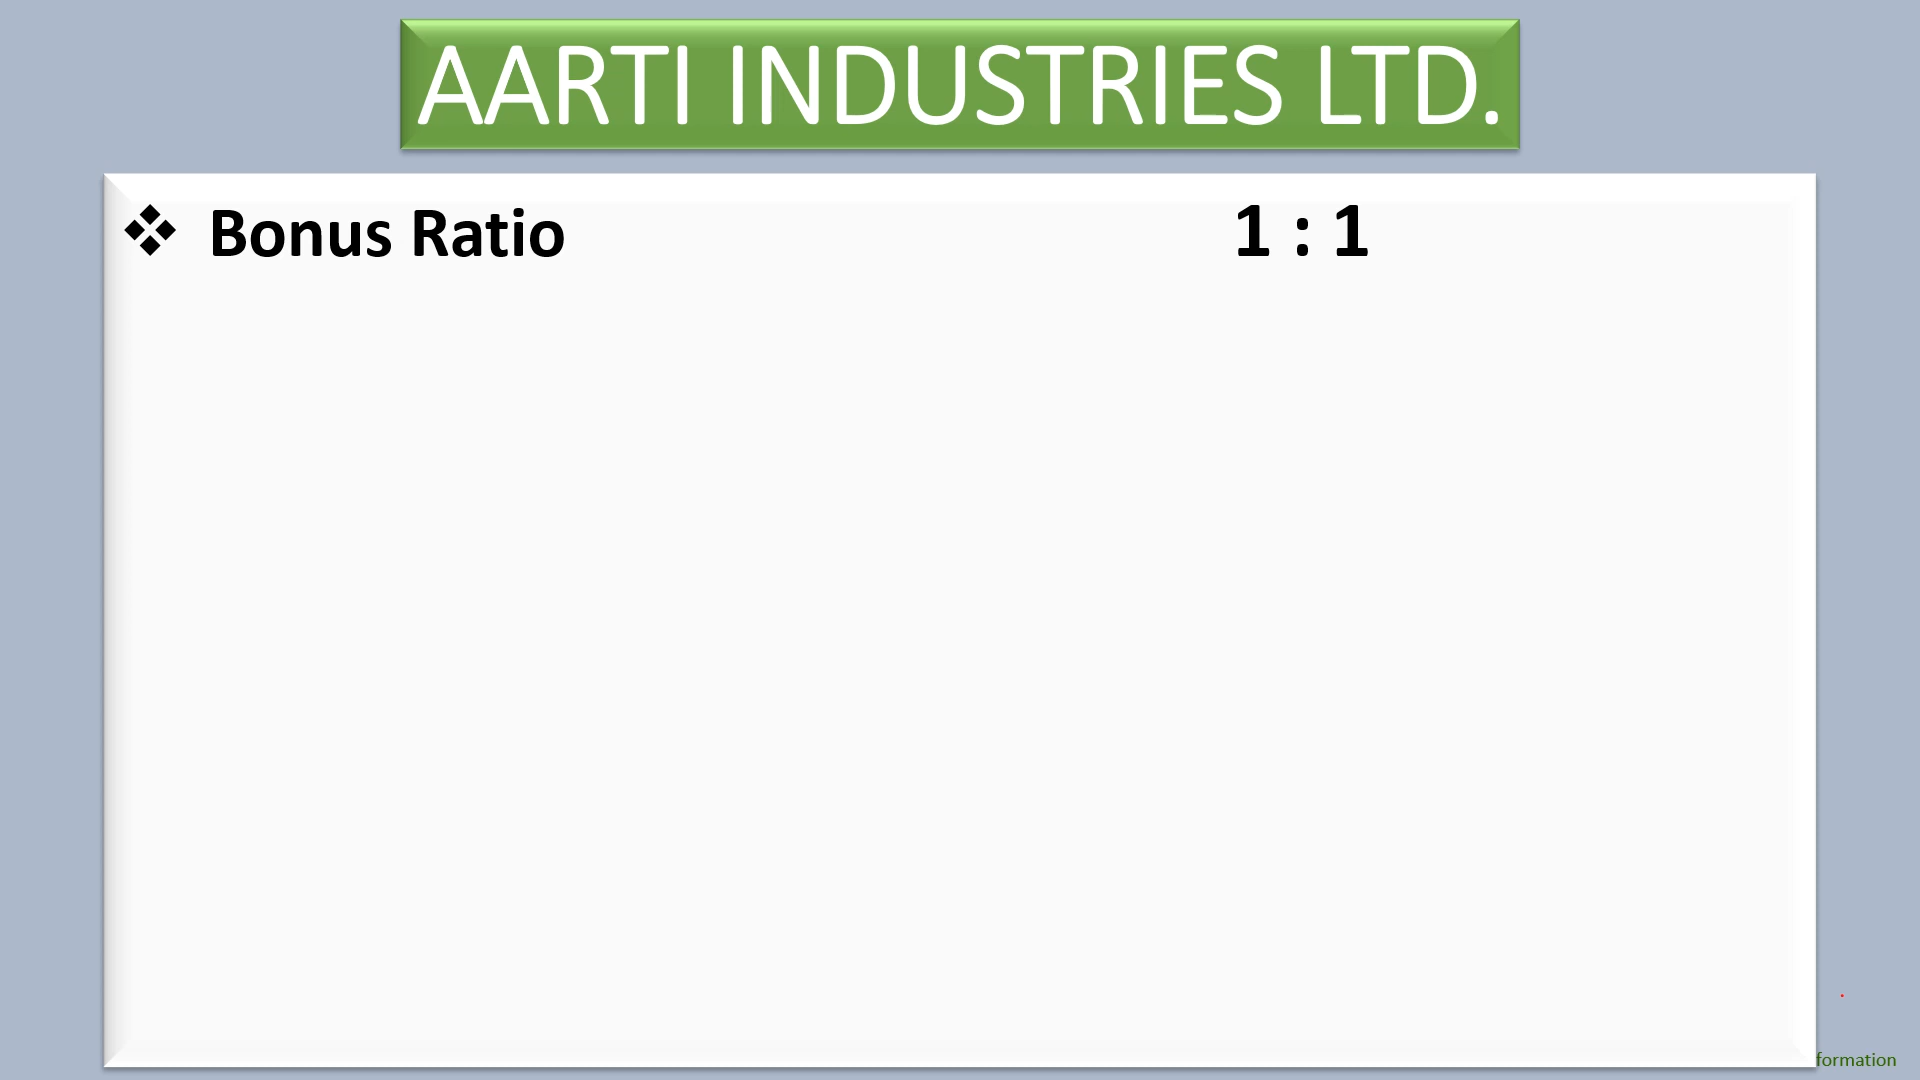 AARTI INDUSTRIES LTD.
❖ Bonus Ratio 1 : 1
formation